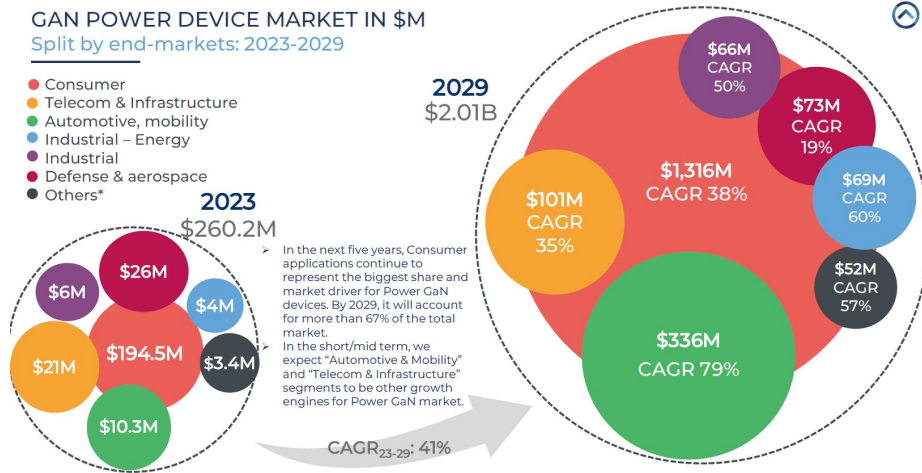 GAN POWER DEVICE MARKET IN $M
Split by end-markets: 2023-2029
Consumer
Telecom & Infrastructure
Automotive, mobility
Industrial – Energy
Industrial
Defense & aerospace
Others*
2023
$260.2M
$26M
$6M
$4M
$194.5M
$21M
$3.4M
$10.3M
➢ In the next five years, Consumer
applications continue to
represent the biggest share and
market driver for Power GaN
devices. By 2029, it will account
for more than 67% of the total
market.
➢ In the short/mid term, we
expect “Automotive & Mobility”
and “Telecom & Infrastructure”
segments to be other growth
engines for Power GaN market.
CAGR23-29: 41%
2029
$2.01B
$66M
CAGR
50%
$73M
CAGR
19%
$1,316M
CAGR 38%
$69M
CAGR
60%
$101M
CAGR
35%
$52M
CAGR
57%
$336M
CAGR 79%